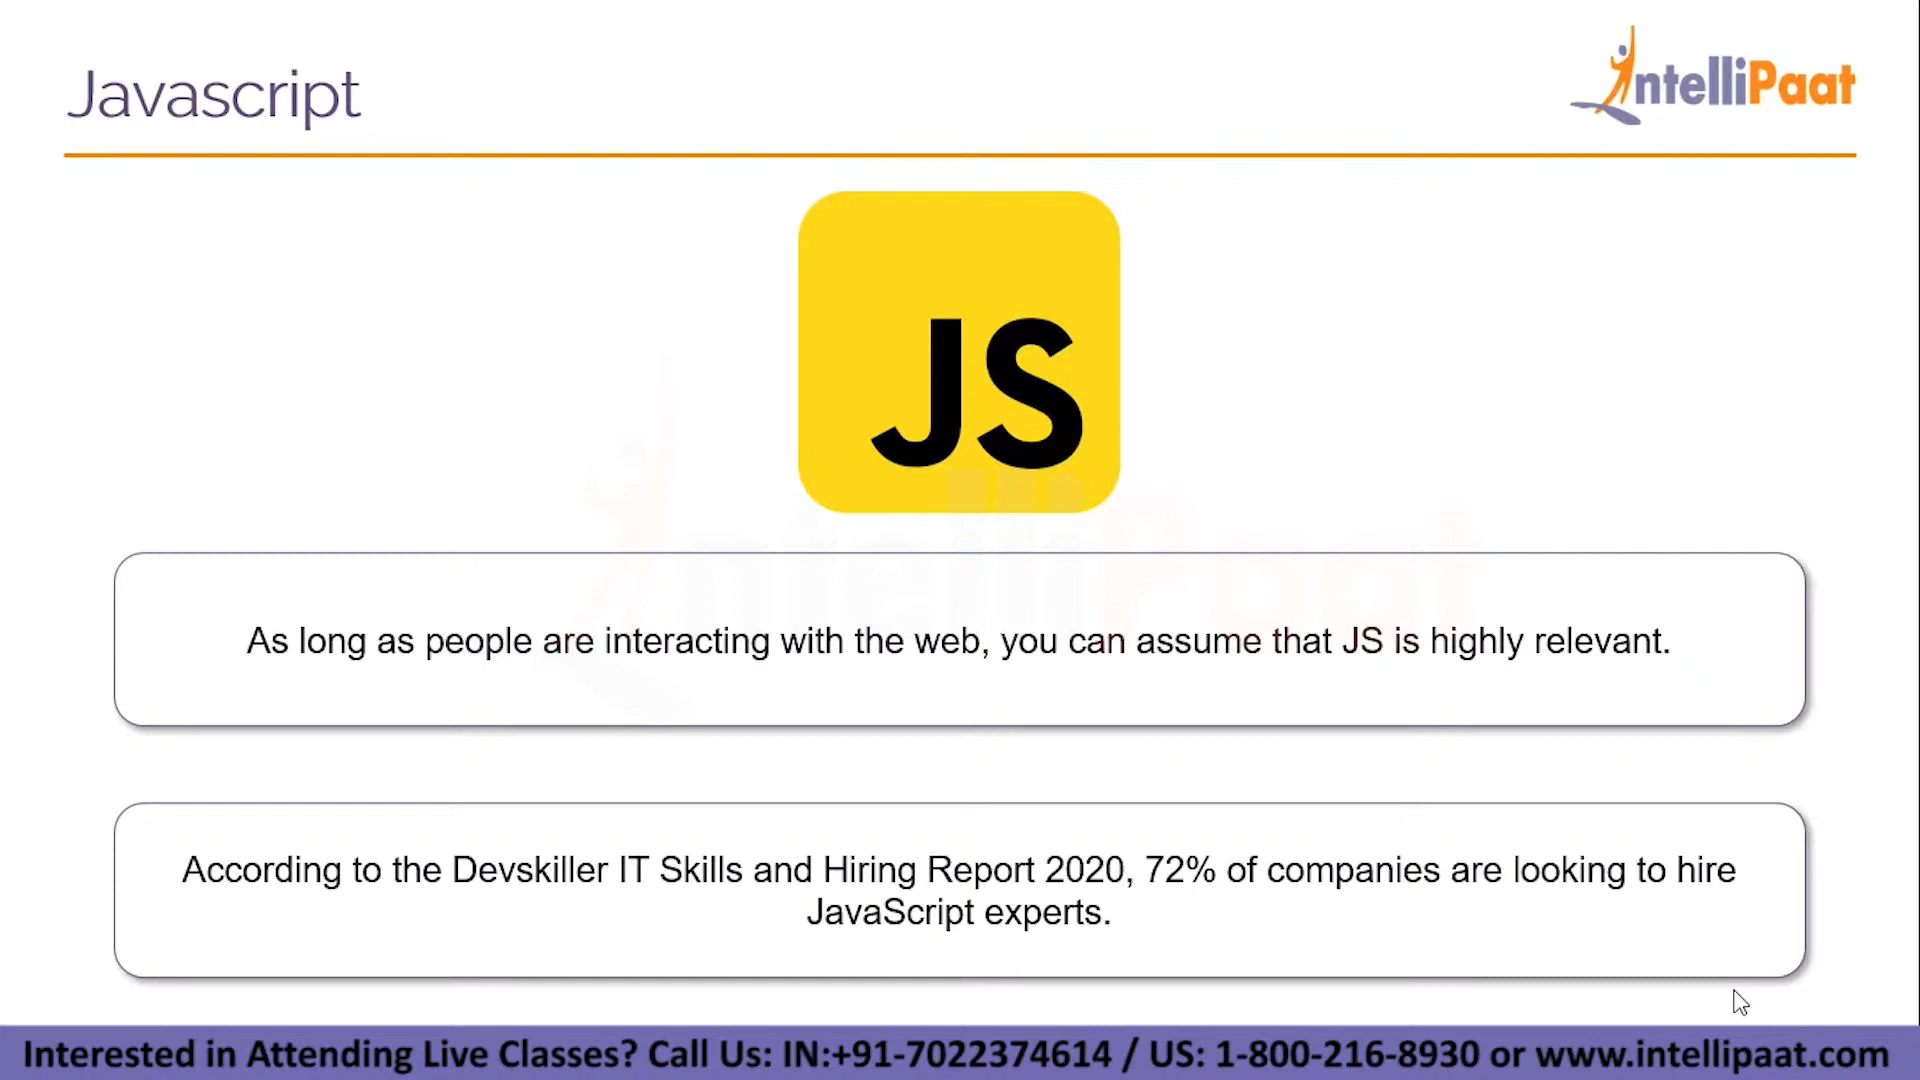 Javascript
IntelliPaat
JS
IntelliPaat
As long as people are interacting with the web, you can assume that JS is highly relevant.
According to the Devskiller IT Skills and Hiring Report 2020, 72% of companies are looking to hire
JavaScript experts.
Interested in Attending Live Classes? Call Us: IN:+91-7022374614 / US: 1-800-216-8930 or www.intellipaat.com